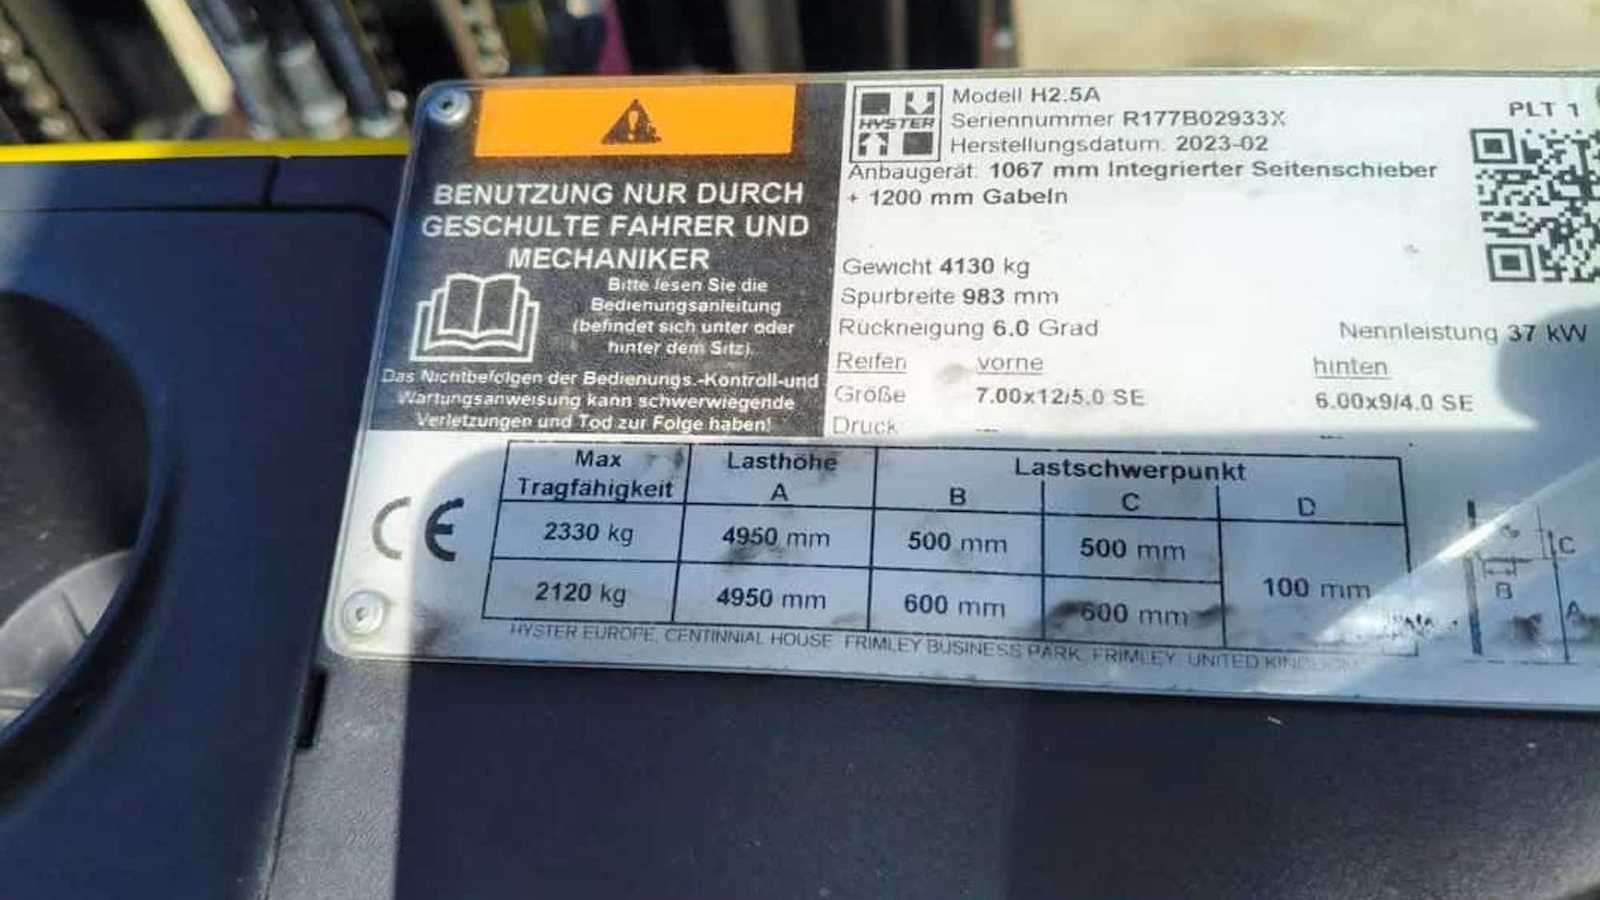 BENUTZUNG NUR DURCH
GESCHULTE FAHRER UND
MECHANIKER
Bitte lesen Sie die
Bedienungsanleitung
(befindet sich unter oder
hinter dem Sitz).
Das Nichtbefolgen der Bedienungs.-Kontroll-und
Wartungsanweisung kann schwerwiegende
Verletzungen und Tod zur Folge haben!
HYSTER
Modell H2.5A
Seriennummer R177B02933X
Herstellungsdatum. 2023-02
Anbaugerät. 1067 mm Integrierter Seitenschieber
+ 1200 mm Gabeln
PLT 1
Gewicht 4130 kg
Spurbreite 983 mm
Rückneigung 6.0 Grad
Nennleistung 37 kW
Reifen vorne hinten
Größe 7.00x12/5.0 SE 6.00x9/4.0 SE
Druck --- ---
Max Lasthöhe Lastschwerpunkt
Tragfähigkeit A B C D
2330 kg 4950 mm 500 mm 500 mm
100 mm
2120 kg 4950 mm 600 mm 600 mm
CE
HYSTER EUROPE, CENTINNIAL HOUSE FRIMLEY BUSINESS PARK, FRIMLEY UNITED KINGDOM
C
B
A